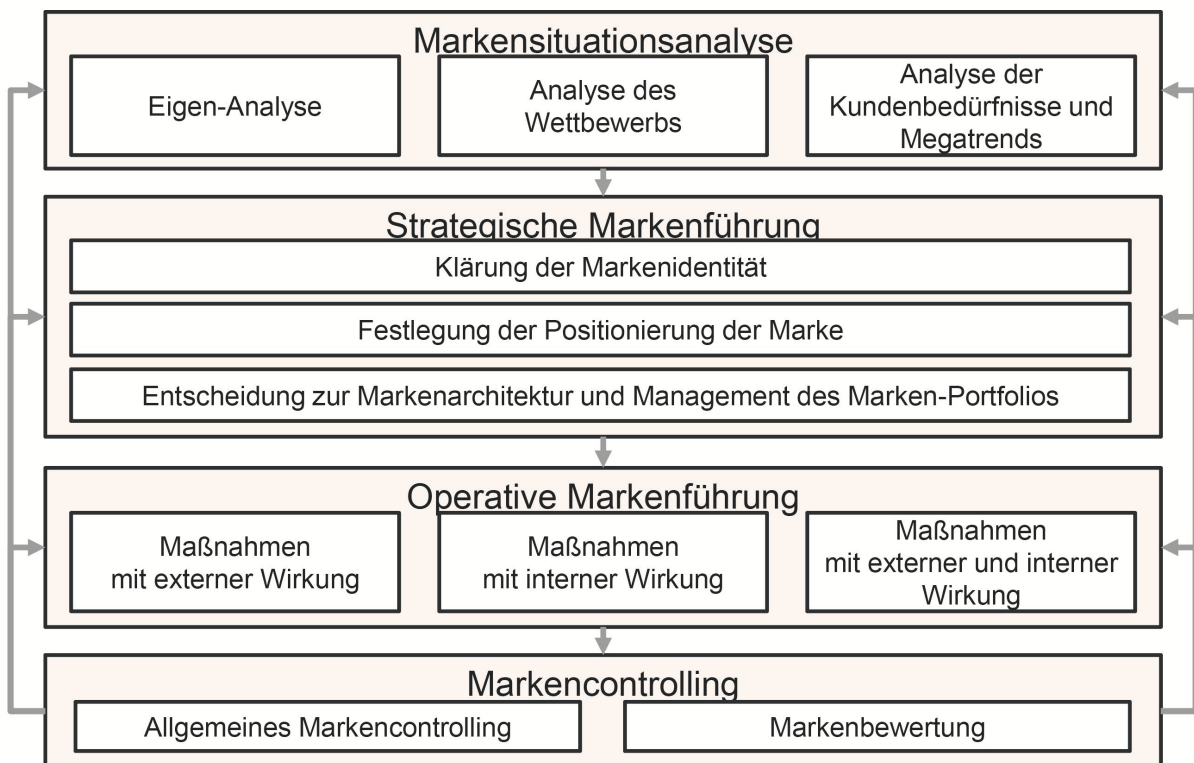 Markensituationsanalyse
Eigen-Analyse
Analyse des
Wettbewerbs
Analyse der
Kundenbedürfnisse und
Megatrends
Strategische Markenführung
Klärung der Markenidentität
Festlegung der Positionierung der Marke
Entscheidung zur Markenarchitektur und Management des Marken-Portfolios
Operative Markenführung
Maßnahmen
mit externer Wirkung
Maßnahmen
mit interner Wirkung
Maßnahmen
mit externer und interner
Wirkung
Markencontrolling
Allgemeines Markencontrolling
Markenbewertung